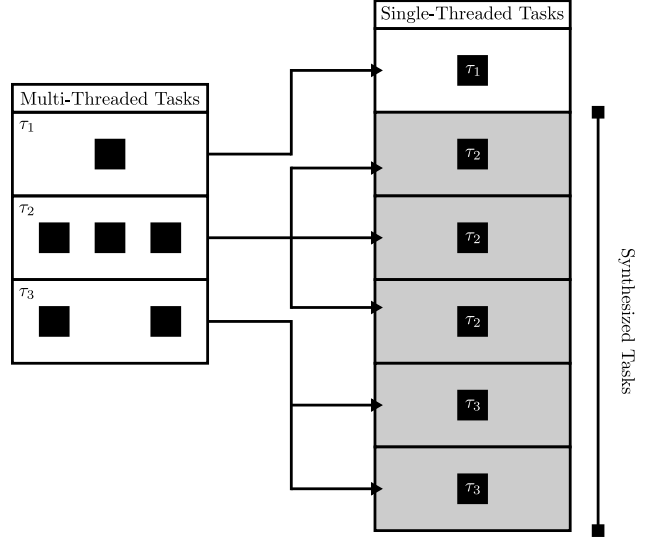 Single-Threaded Tasks
τ1
Multi-Threaded Tasks
τ1
τ2
τ2
τ2
τ3
τ2
τ3
τ3
Synthesized Tasks